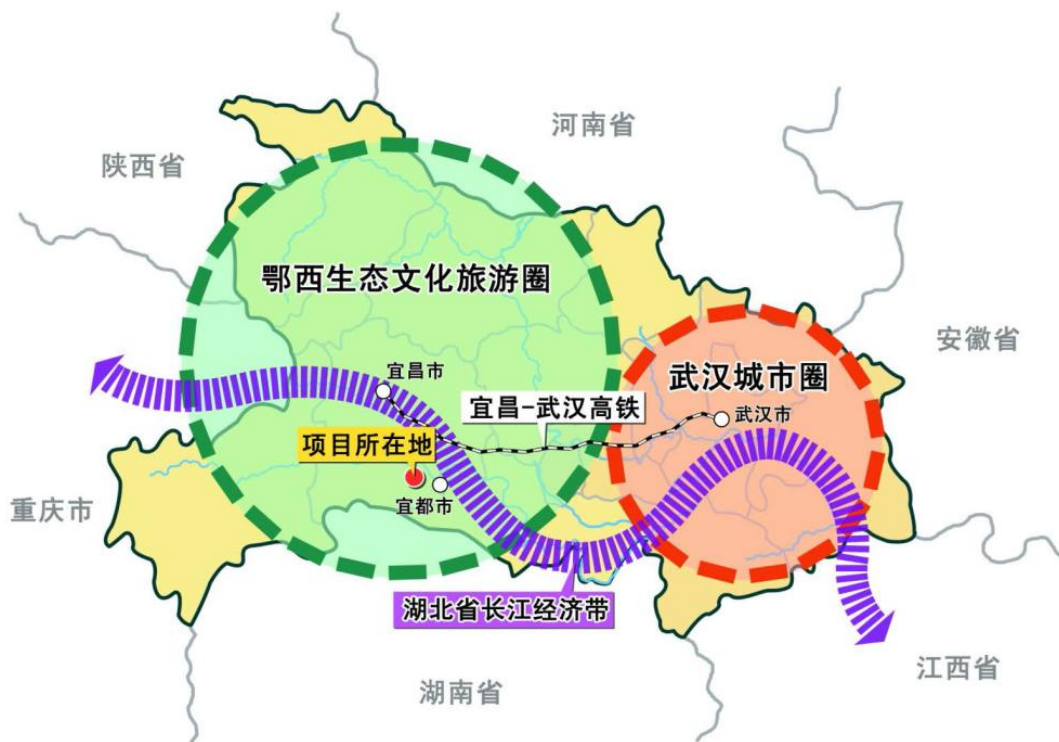 河南省
陕西省
鄂西生态文化旅游圈
安徽省
武汉城市圈
宜昌市
宜昌-武汉高铁
武汉市
项目所在地
宜都市
重庆市
湖北省长江经济带
江西省
湖南省